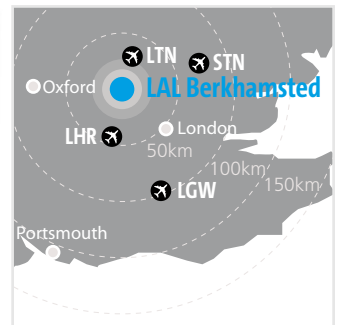 LTN
STN
Oxford
LAL Berkhamsted
LHR
London
50km
100km
150km
LGW
Portsmouth